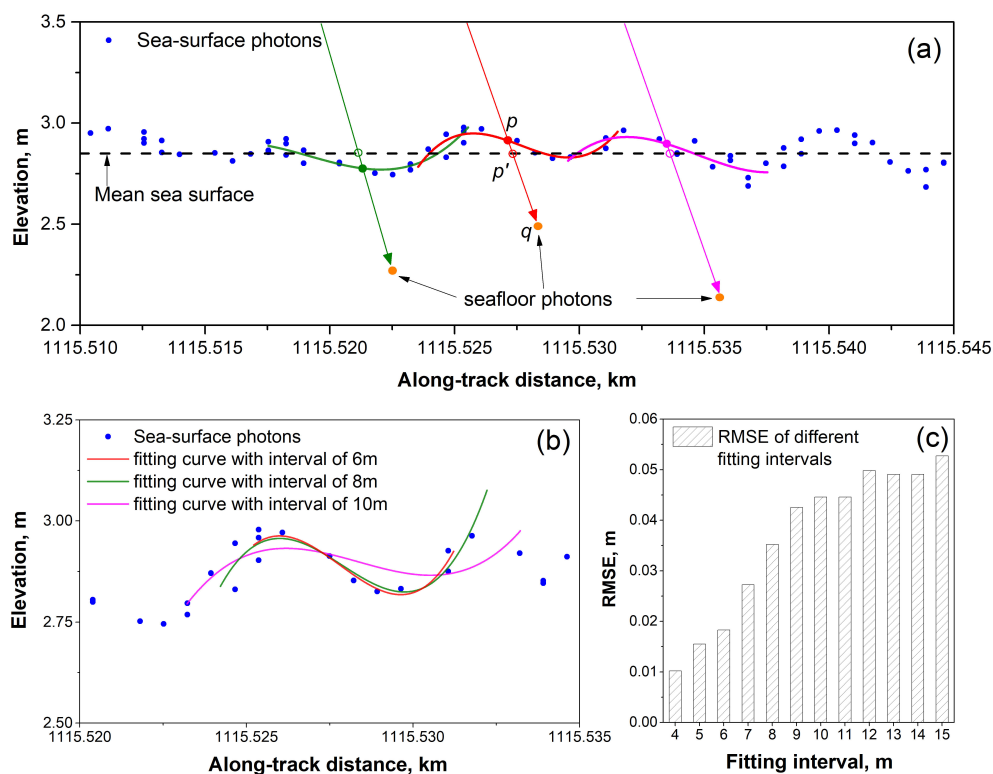 3.5
3.0
2.5
2.0
Elevation, m
Sea-surface photons
(a)
p
p'
Mean sea surface
q
seafloor photons
1115.510 1115.515 1115.520 1115.525 1115.530 1115.535 1115.540 1115.545
Along-track distance, km
3.25
3.00
2.75
2.50
Elevation, m
Sea-surface photons
(b)
fitting curve with interval of 6m
fitting curve with interval of 8m
fitting curve with interval of 10m
1115.520 1115.525 1115.530 1115.535
Along-track distance, km
0.06
0.05
0.04
0.03
0.02
0.01
0.00
RMSE, m
RMSE of different
fitting intervals
(c)
4 5 6 7 8 9 10 11 12 13 14 15
Fitting interval, m